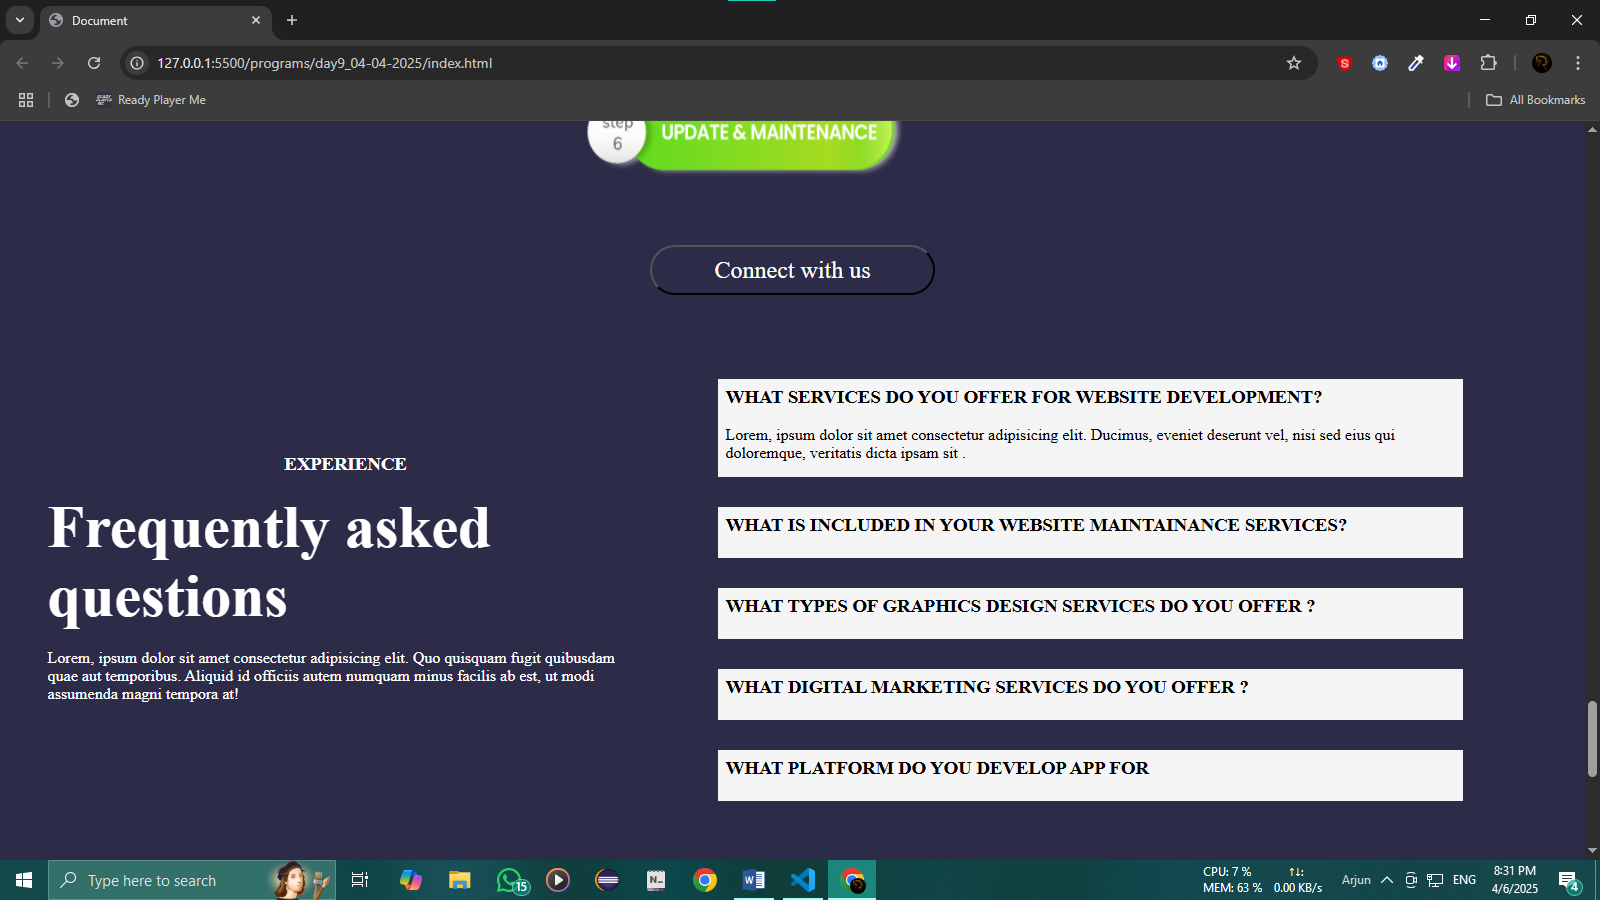 Document
127.0.0.1:5500/programs/day9_04-04-2025/index.html
Ready Player Me
All Bookmarks
step
6
UPDATE & MAINTENANCE
Connect with us
EXPERIENCE
Frequently asked
questions
Lorem, ipsum dolor sit amet consectetur adipisicing elit. Quo quisquam fugit quibusdam
quae aut temporibus. Aliquid id officiis autem numquam minus facilis ab est, ut modi
assumenda magni tempora at!
WHAT SERVICES DO YOU OFFER FOR WEBSITE DEVELOPMENT?
Lorem, ipsum dolor sit amet consectetur adipisicing elit. Ducimus, eveniet deserunt vel, nisi sed eius qui
doloremque, veritatis dicta ipsam sit .
WHAT IS INCLUDED IN YOUR WEBSITE MAINTAINANCE SERVICES?
WHAT TYPES OF GRAPHICS DESIGN SERVICES DO YOU OFFER ?
WHAT DIGITAL MARKETING SERVICES DO YOU OFFER ?
WHAT PLATFORM DO YOU DEVELOP APP FOR
Type here to search
15
CPU: 7 %
MEM: 63 %
↑↓:
0.00 KB/s
Arjun
ENG
8:31 PM
4/6/2025
4